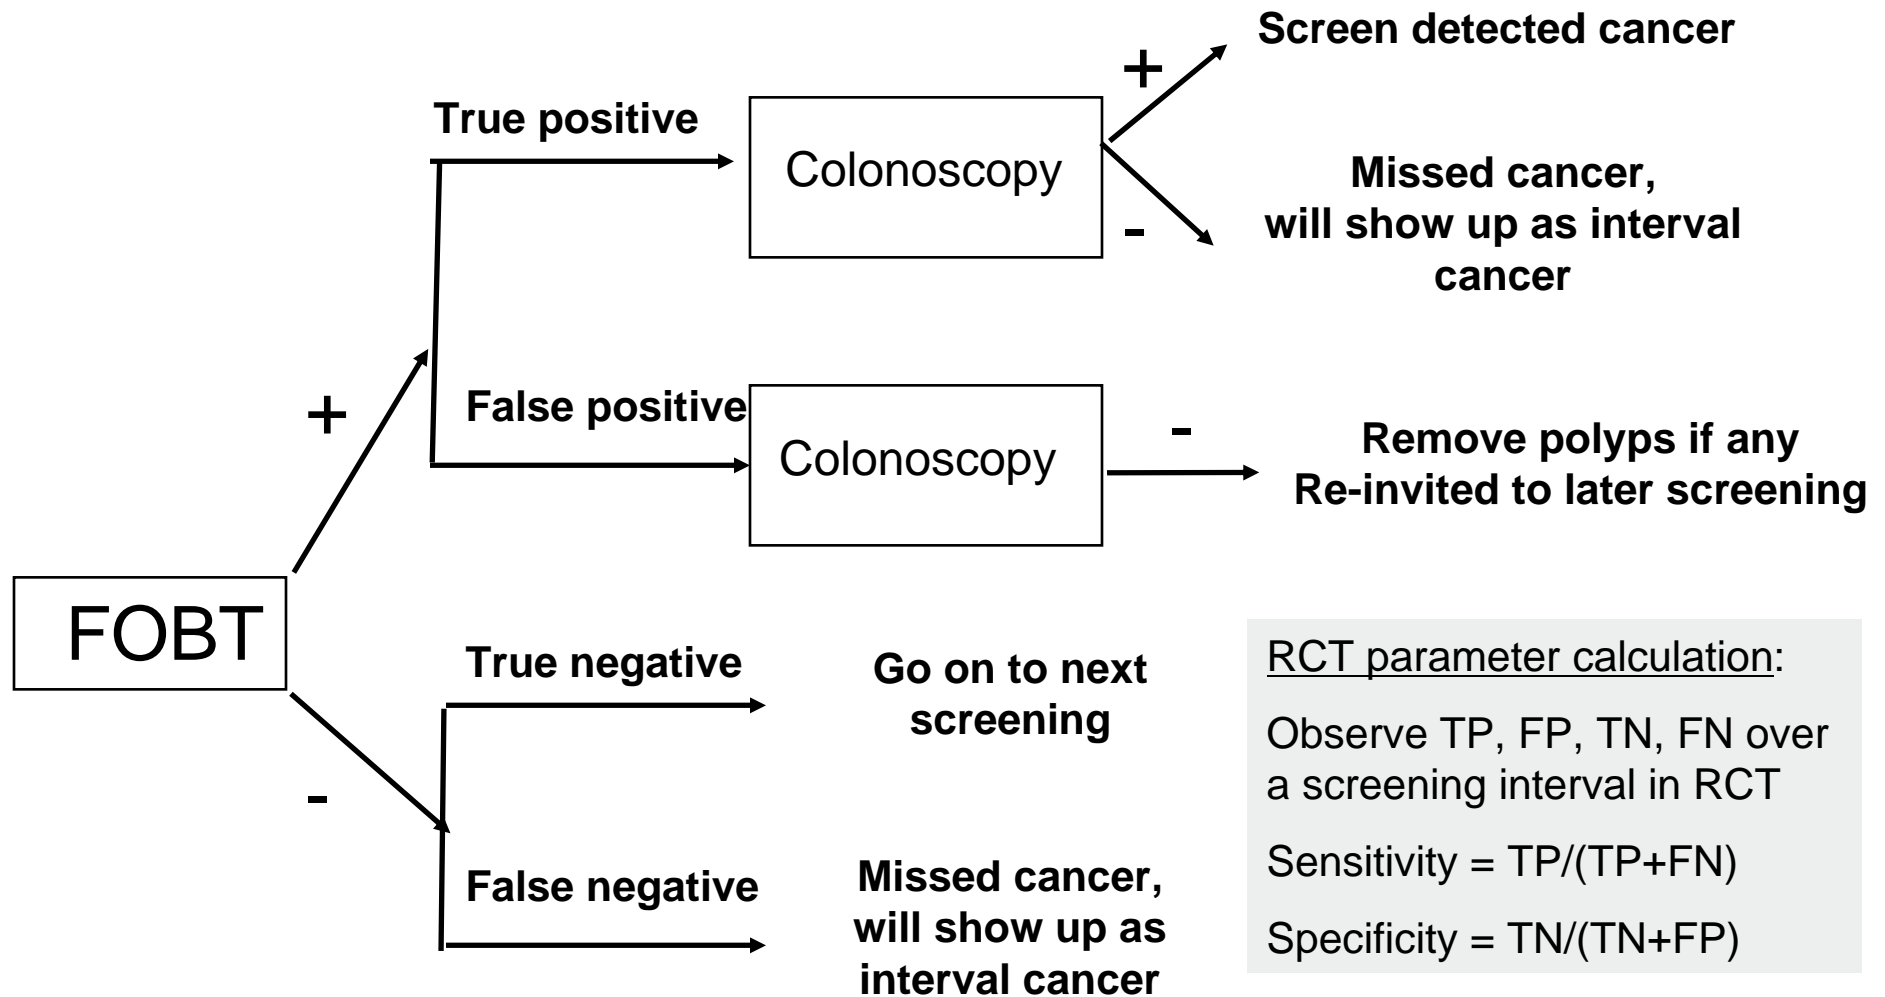 Screen detected cancer
+
True positive
Colonoscopy
Missed cancer,
will show up as interval
cancer
-
+
False positive
Colonoscopy
-
Remove polyps if any
Re-invited to later screening
FOBT
True negative
Go on to next
screening
-
False negative
Missed cancer,
will show up as
interval cancer
RCT parameter calculation:
Observe TP, FP, TN, FN over
a screening interval in RCT
Sensitivity = TP/(TP+FN)
Specificity = TN/(TN+FP)